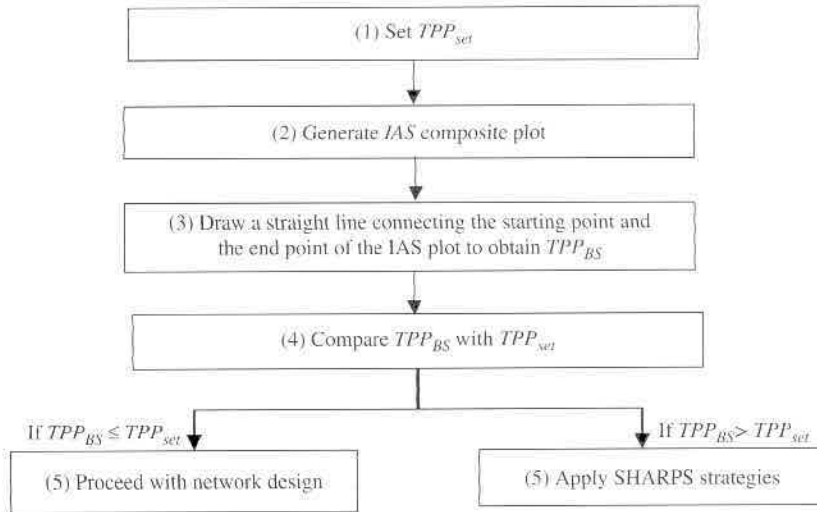 (1) Set TPP_set
(2) Generate IAS composite plot
(3) Draw a straight line connecting the starting point and
the end point of the IAS plot to obtain TPP_BS
(4) Compare TPP_BS with TPP_set
If TPP_BS ≤ TPP_set
If TPP_BS > TPP_set
(5) Proceed with network design
(5) Apply SHARPS strategies